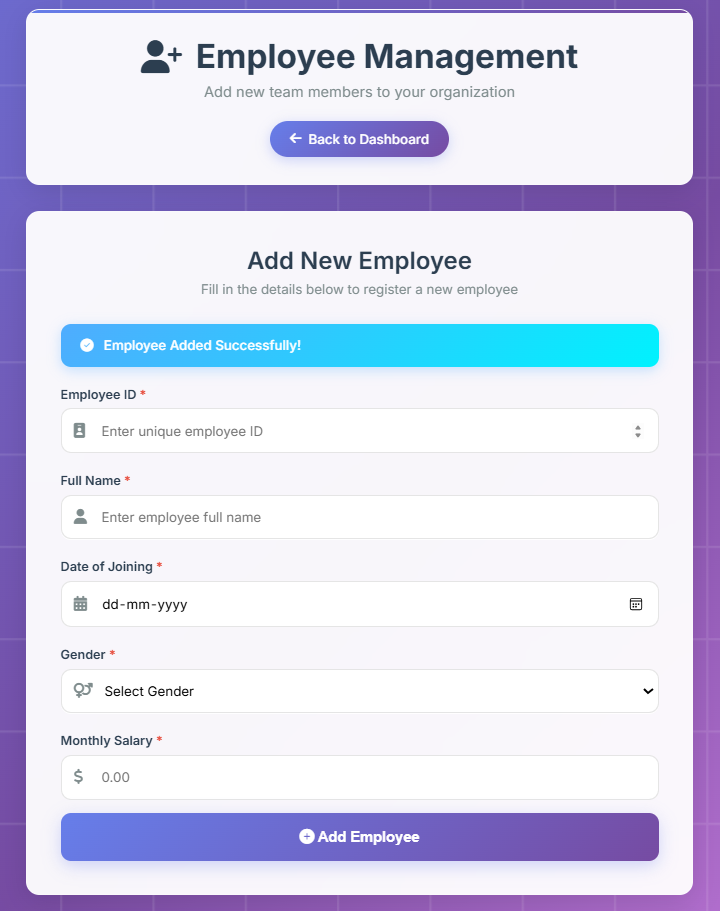 Employee Management
Add new team members to your organization
Back to Dashboard
Add New Employee
Fill in the details below to register a new employee
Employee Added Successfully!
Employee ID *
Enter unique employee ID
Full Name *
Enter employee full name
Date of Joining *
dd-mm-yyyy
Gender *
Select Gender
Monthly Salary *
$ 0.00
Add Employee